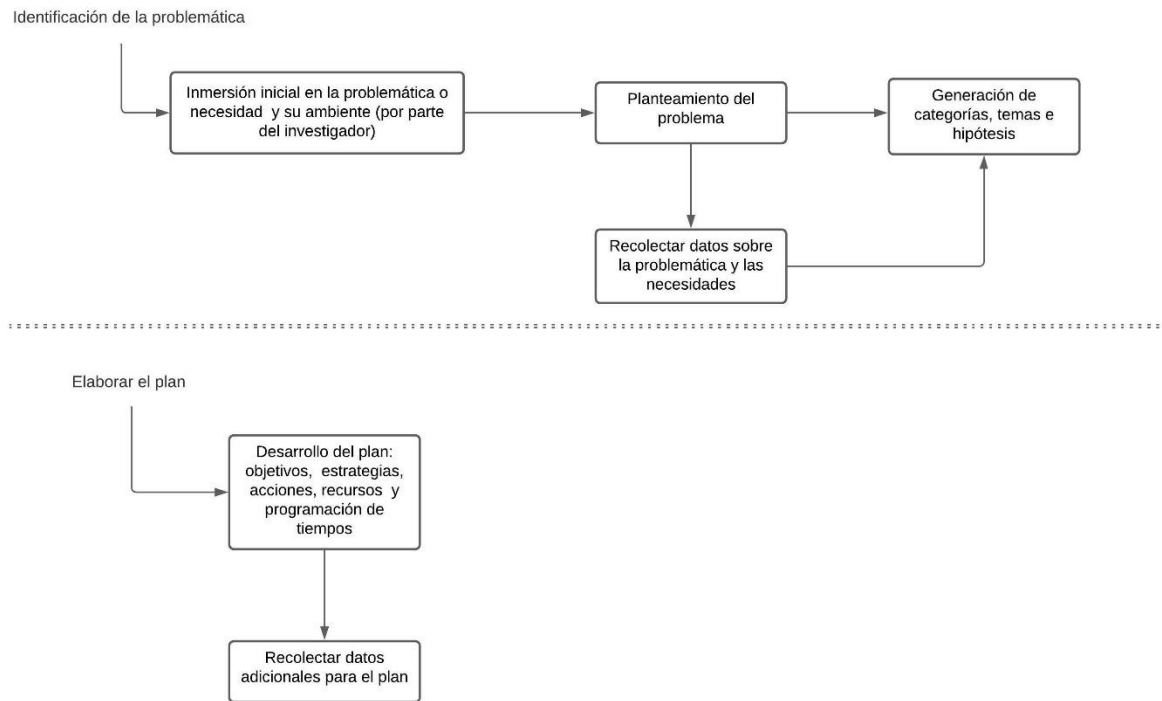 Identificación de la problemática
Inmersión inicial en la problemática o
necesidad y su ambiente (por parte
del investigador)
Planteamiento del
problema
Generación de
categorías, temas e
hipótesis
Recolectar datos sobre
la problemática y las
necesidades
Elaborar el plan
Desarrollo del plan:
objetivos, estrategias,
acciones, recursos y
programación de
tiempos
Recolectar datos
adicionales para el plan